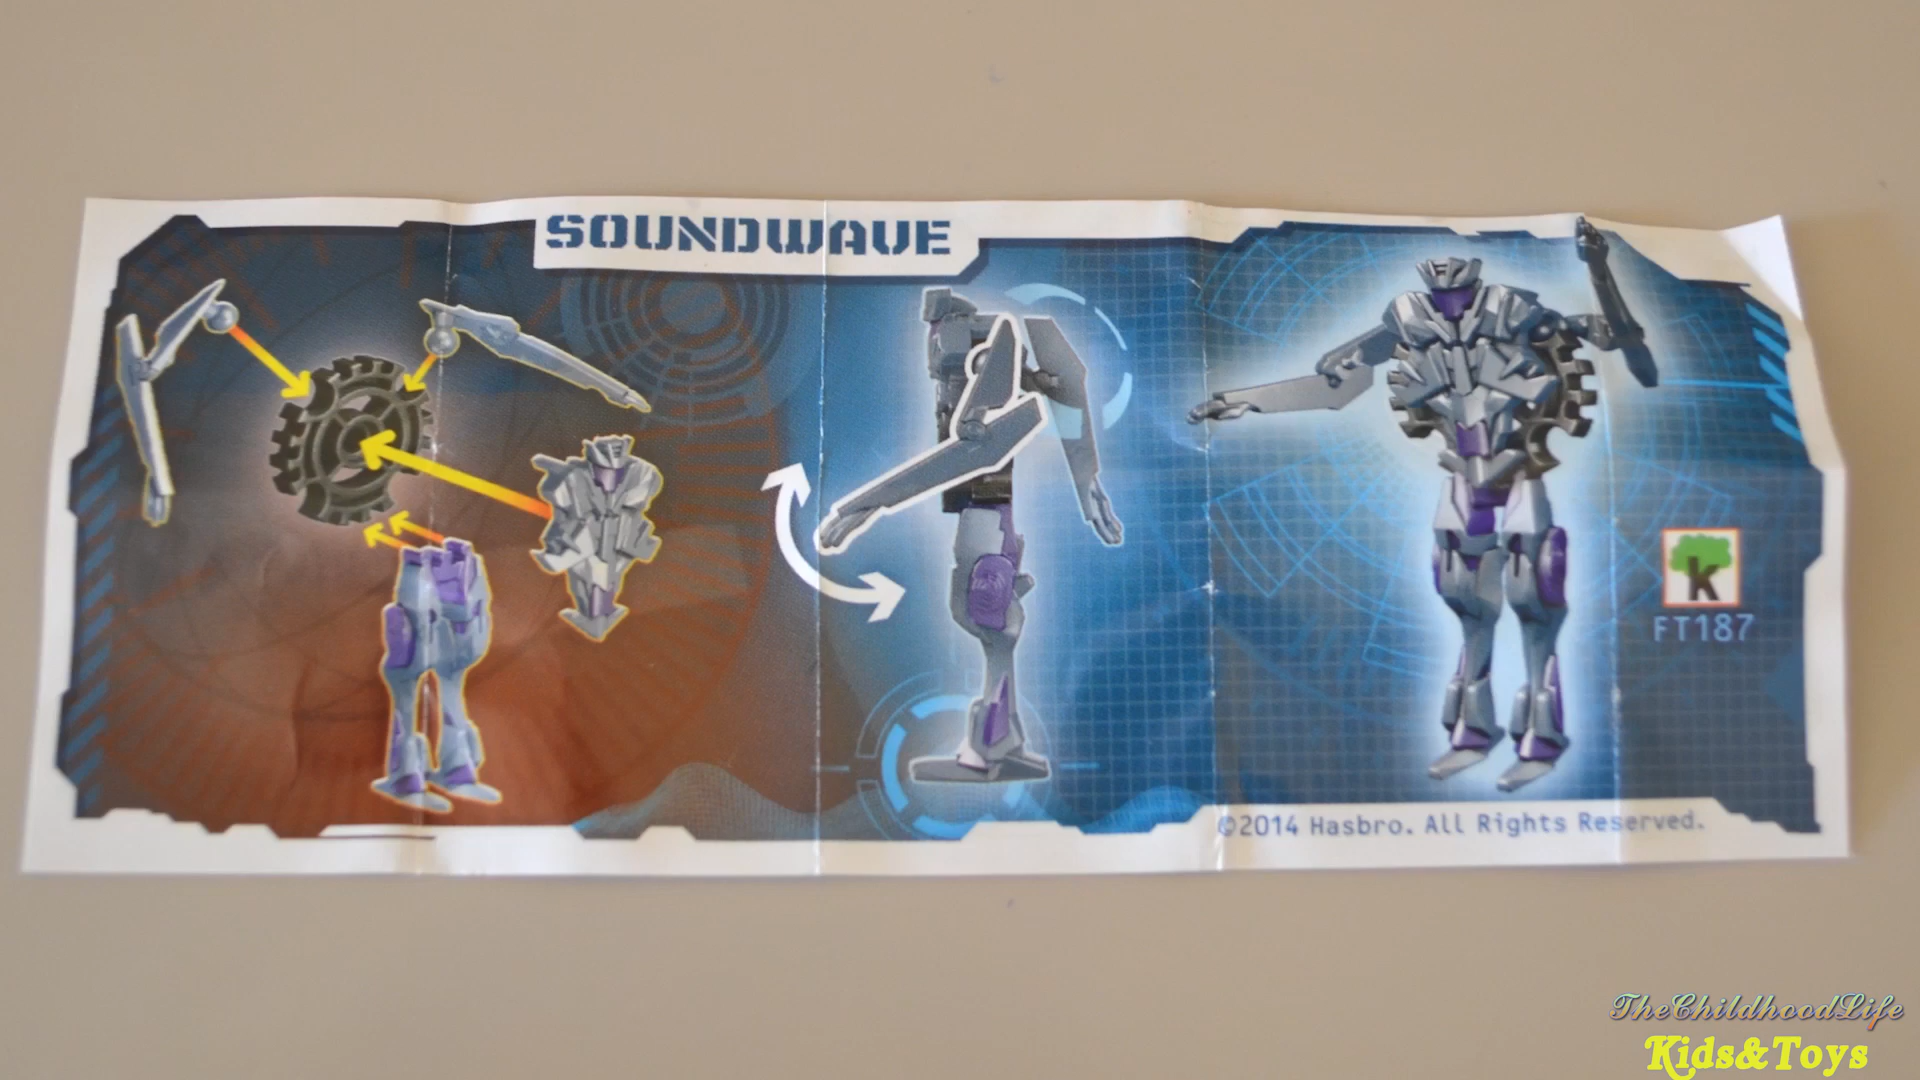 SOUNDWAVE
K
FT187
©2014 Hasbro. All Rights Reserved.
TheChildhoodLife
Kids&Toys